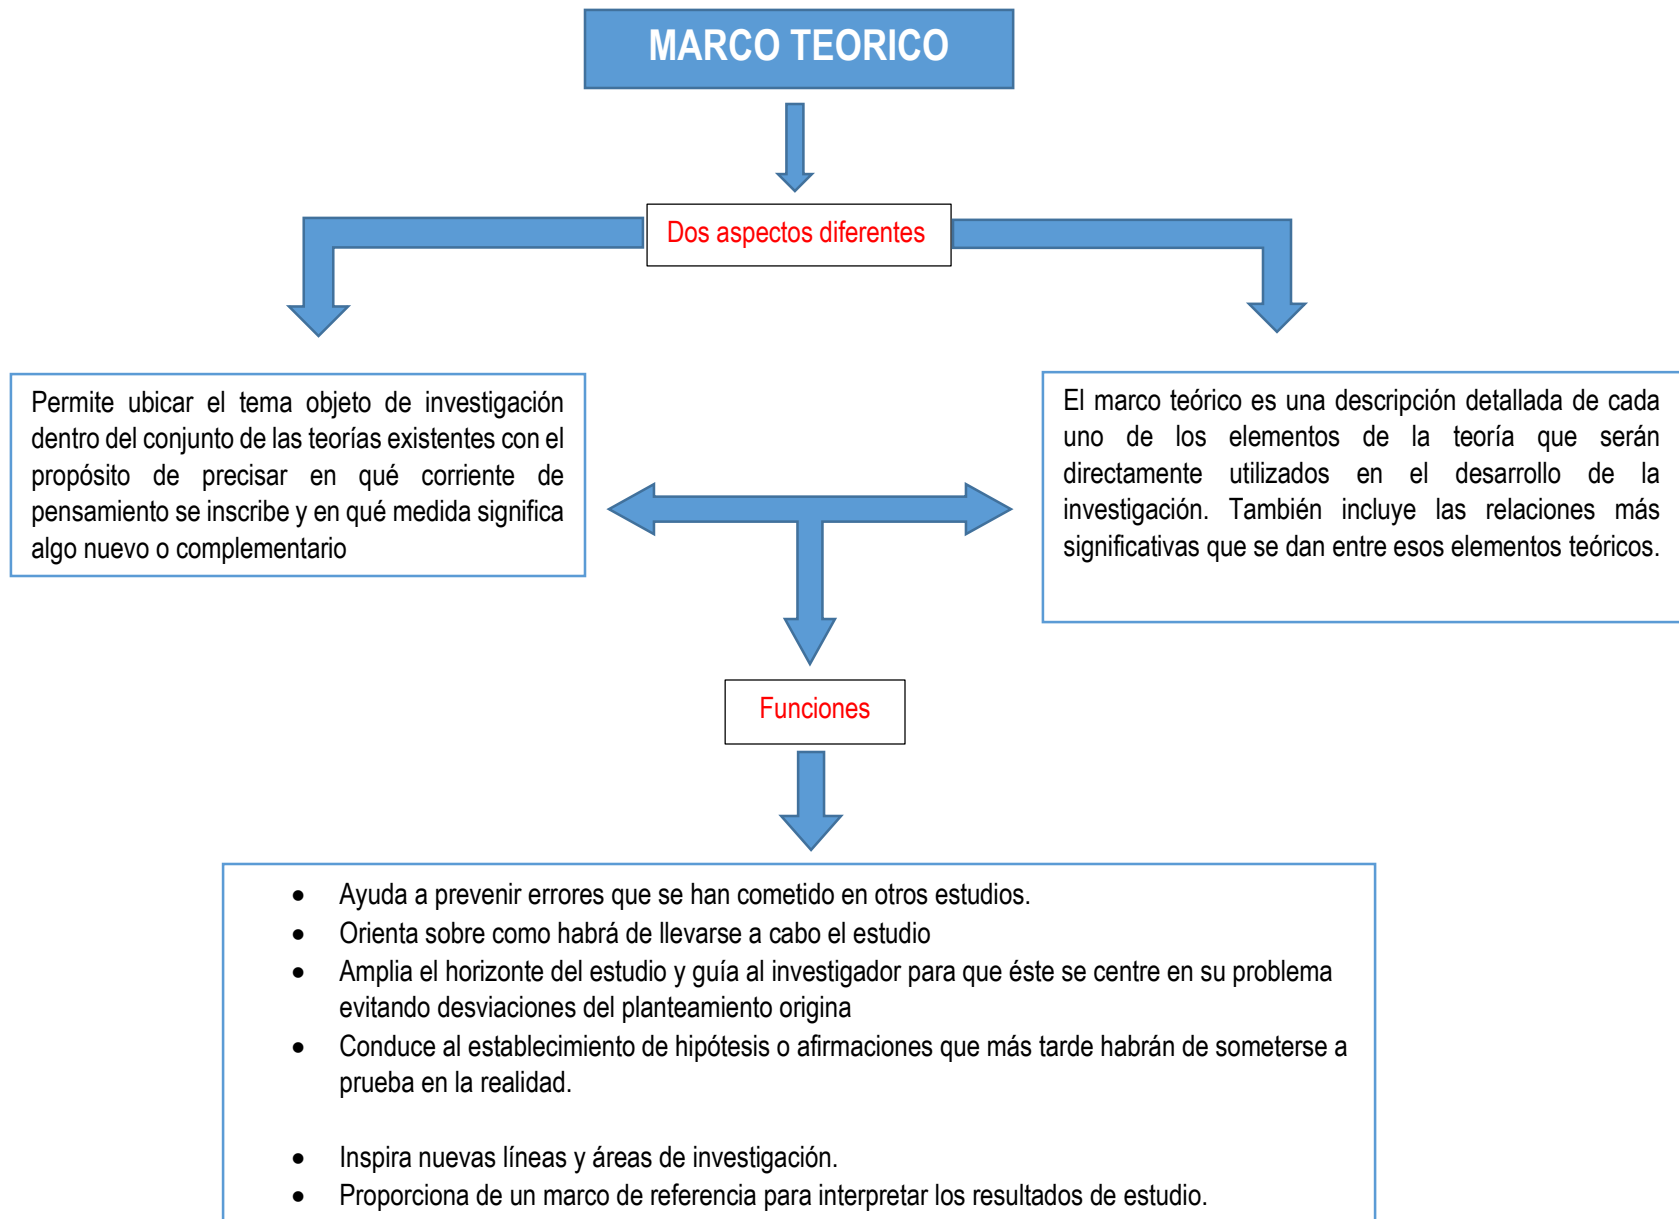 MARCO TEORICO
Dos aspectos diferentes
Permite ubicar el tema objeto de investigación
dentro del conjunto de las teorías existentes con el
propósito de precisar en qué corriente de
pensamiento se inscribe y en qué medida significa
algo nuevo o complementario
El marco teórico es una descripción detallada de cada
uno de los elementos de la teoría que serán
directamente utilizados en el desarrollo de la
investigación. También incluye las relaciones más
significativas que se dan entre esos elementos teóricos.
Funciones
• Ayuda a prevenir errores que se han cometido en otros estudios.
• Orienta sobre como habrá de llevarse a cabo el estudio
• Amplia el horizonte del estudio y guía al investigador para que éste se centre en su problema
evitando desviaciones del planteamiento origina
• Conduce al establecimiento de hipótesis o afirmaciones que más tarde habrán de someterse a
prueba en la realidad.
• Inspira nuevas líneas y áreas de investigación.
• Proporciona de un marco de referencia para interpretar los resultados de estudio.